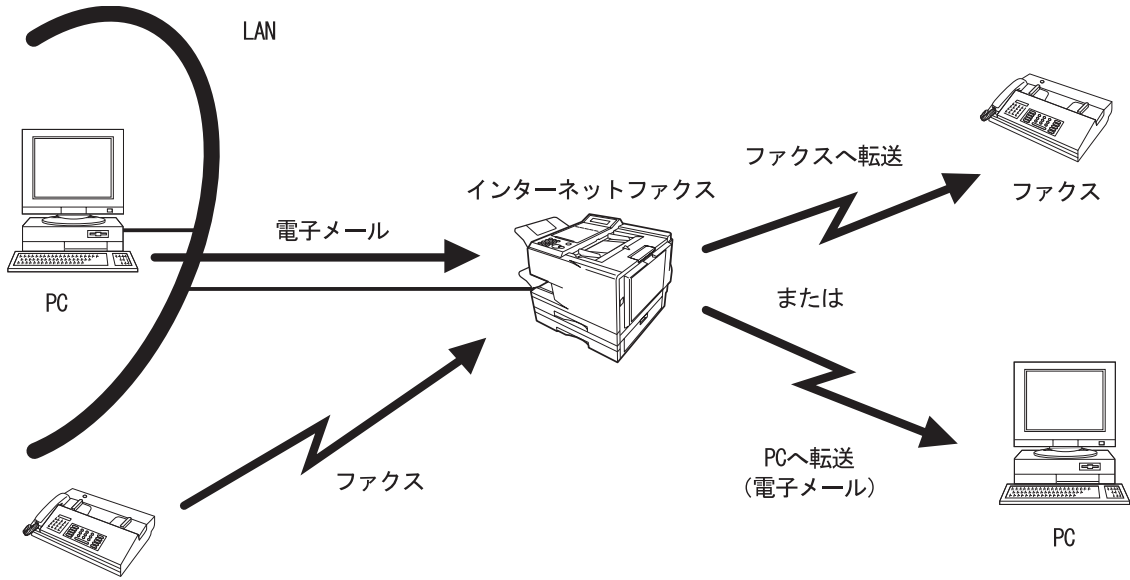 LAN
ファクスへ転送
ファクス
インターネットファクス
電子メール
PC
または
ファクス
PCへ転送
(電子メール)
PC